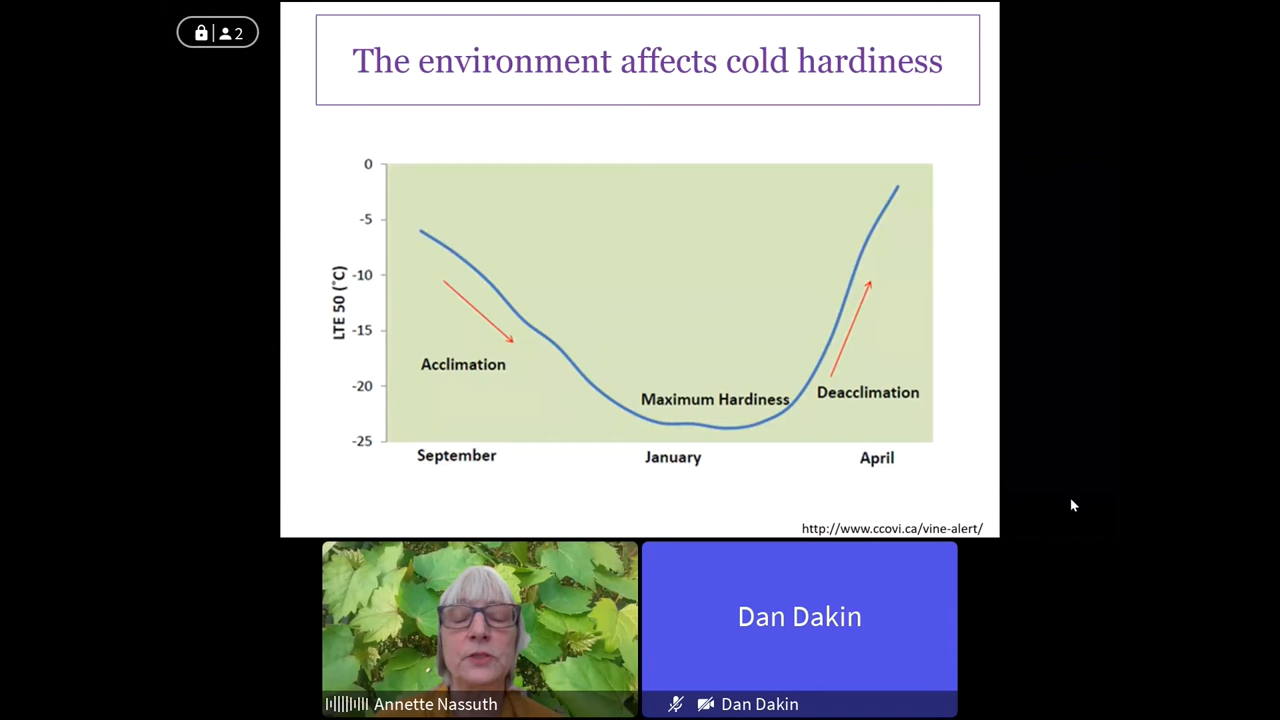 2
The environment affects cold hardiness
0
-5
-10
-15
-20
-25
LTE 50 (˚C)
Acclimation
Maximum Hardiness
Deacclimation
September
January
April
http://www.ccovi.ca/vine-alert/
Dan Dakin
Annette Nassuth
Dan Dakin